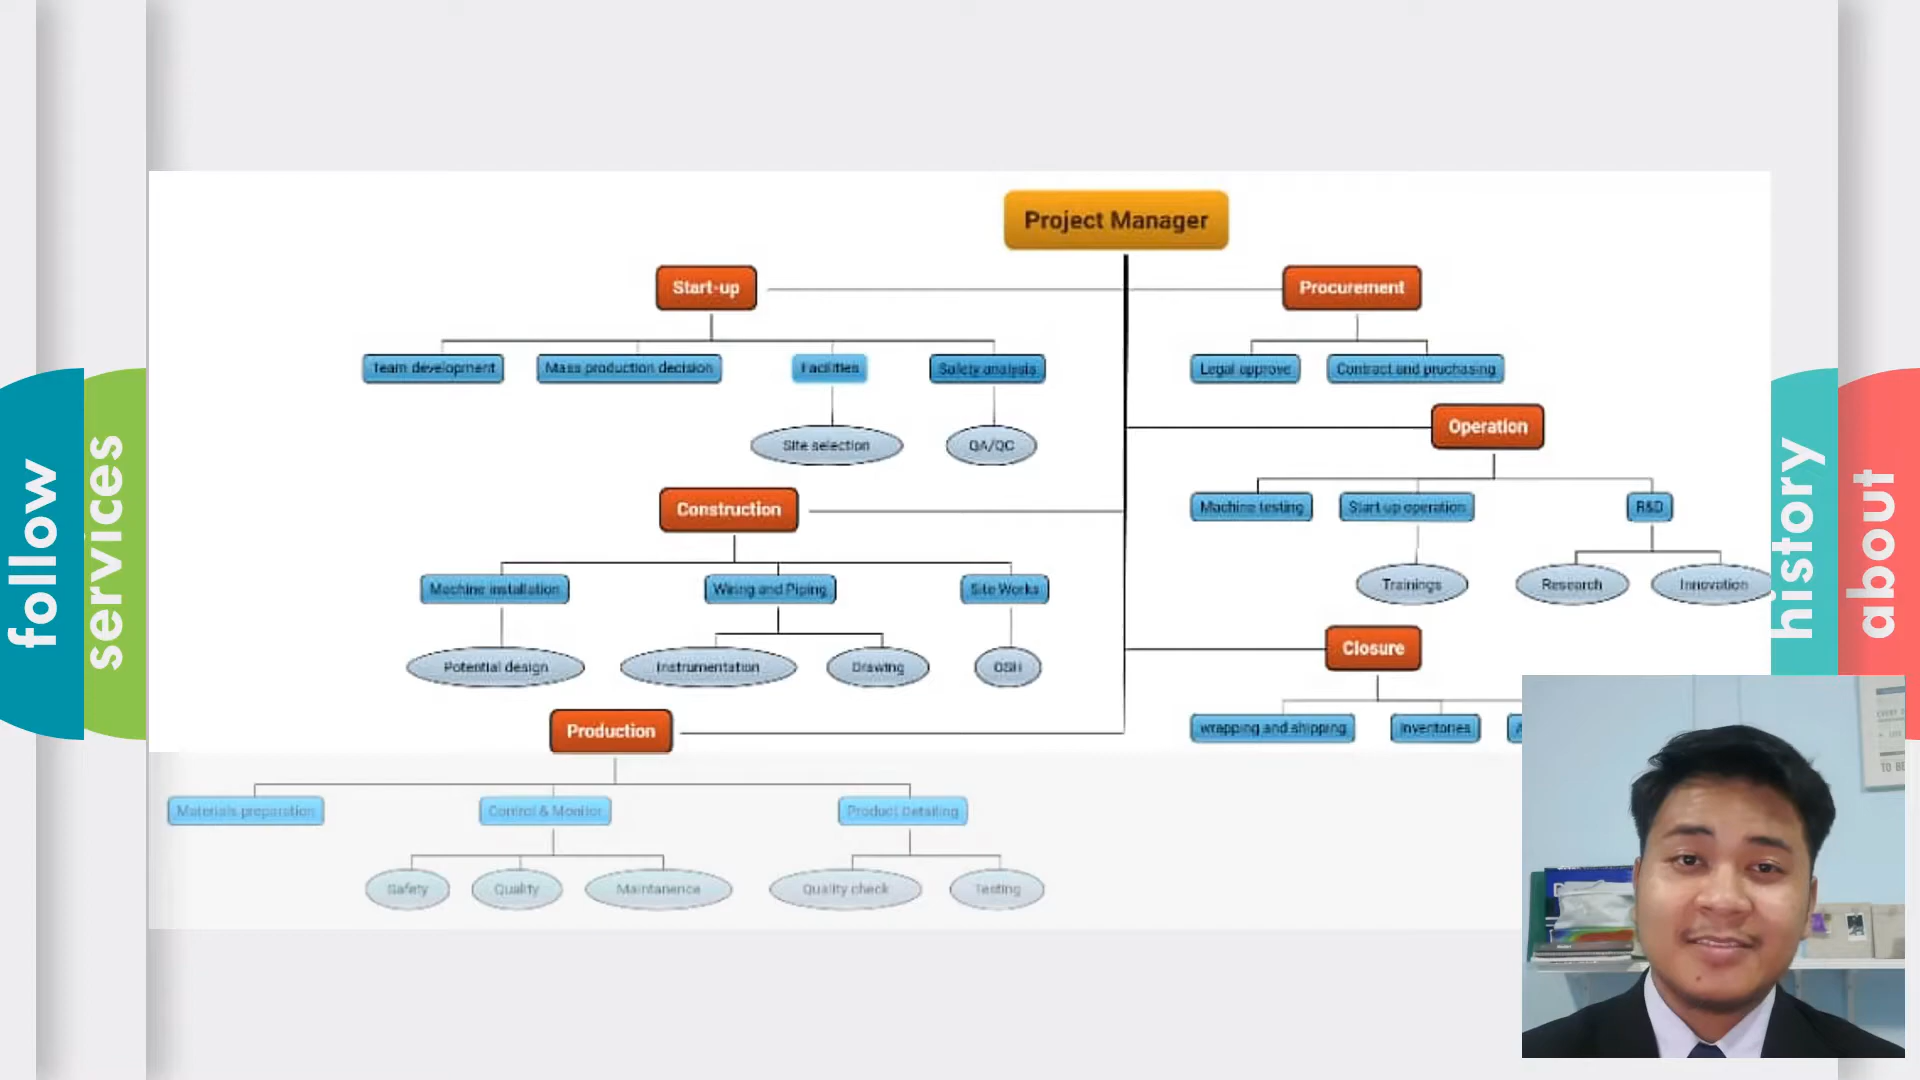 Project Manager
Start-up
Procurement
Team development
Mass production decision
Facilities
Safety analysis
Legal approve
Contract and pruchasing
Site selection
QA/QC
Operation
Construction
Machine testing
Start up operation
R&D
Machine installation
Wiring and Piping
Site Works
Trainings
Research
Innovation
Potential design
Instrumentation
Drawing
OSH
Closure
Production
wrapping and shipping
Inventories
Materials preparation
Control & Monitor
Product Detailing
Safety
Quality
Maintanence
Quality check
Testing
follow
services
history
about
TO BE